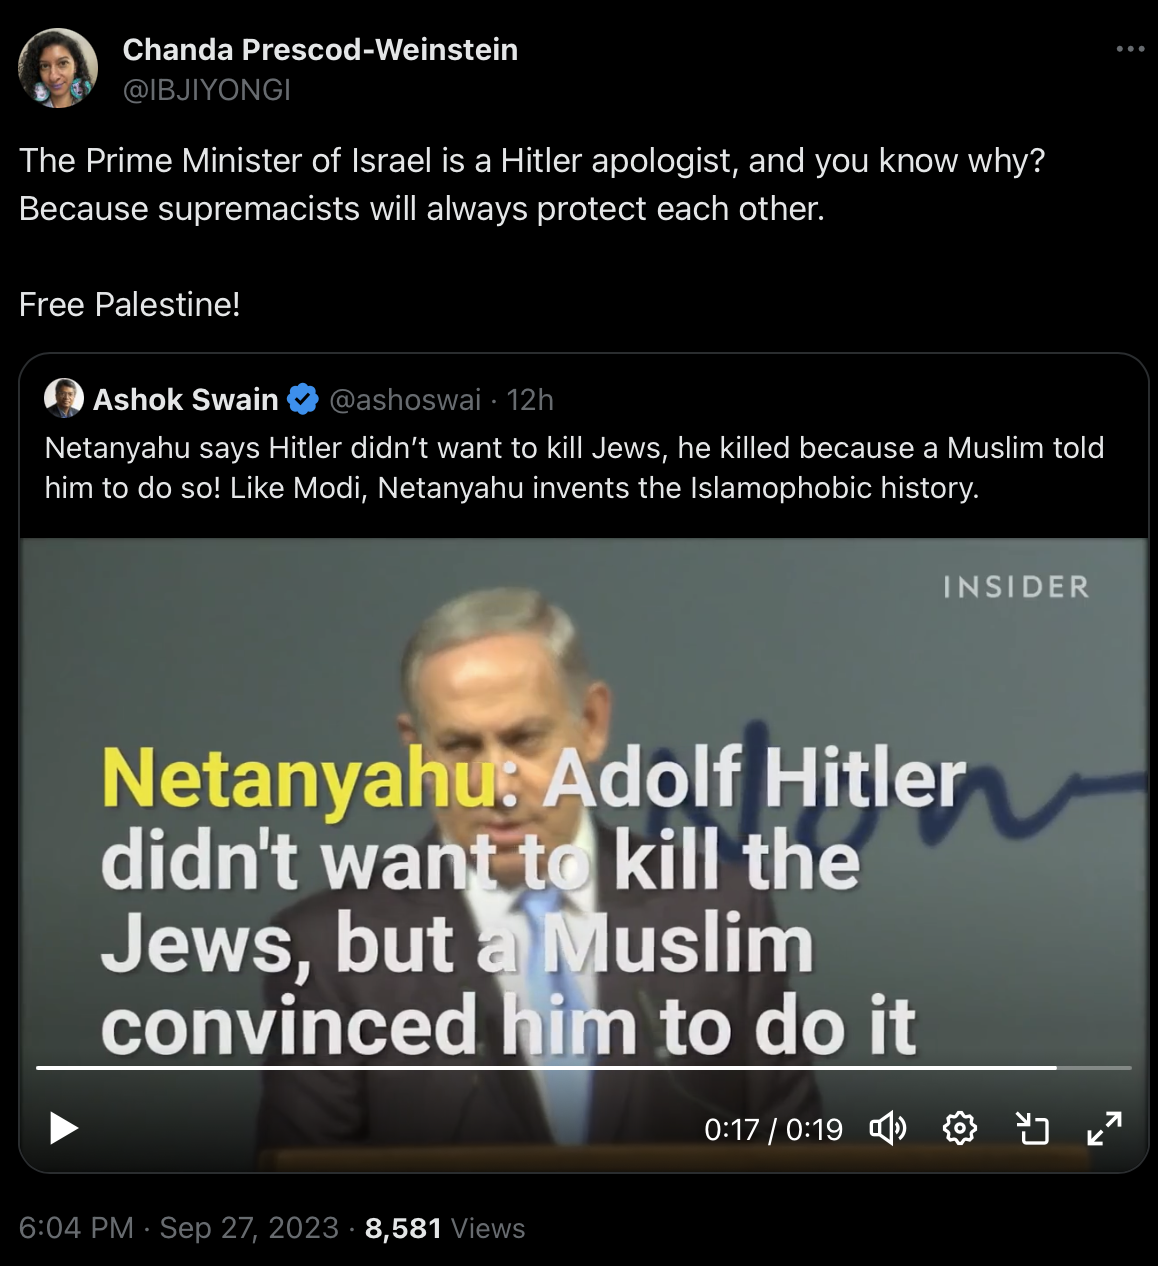 Chanda Prescod-Weinstein
@IBJIYONGI
The Prime Minister of Israel is a Hitler apologist, and you know why?
Because supremacists will always protect each other.
Free Palestine!
Ashok Swain @ashoswai · 12h
Netanyahu says Hitler didn’t want to kill Jews, he killed because a Muslim told
him to do so! Like Modi, Netanyahu invents the Islamophobic history.
INSIDER
Netanyahu: Adolf Hitler
didn't want to kill the
Jews, but a Muslim
convinced him to do it
0:17 / 0:19
6:04 PM · Sep 27, 2023 · 8,581 Views